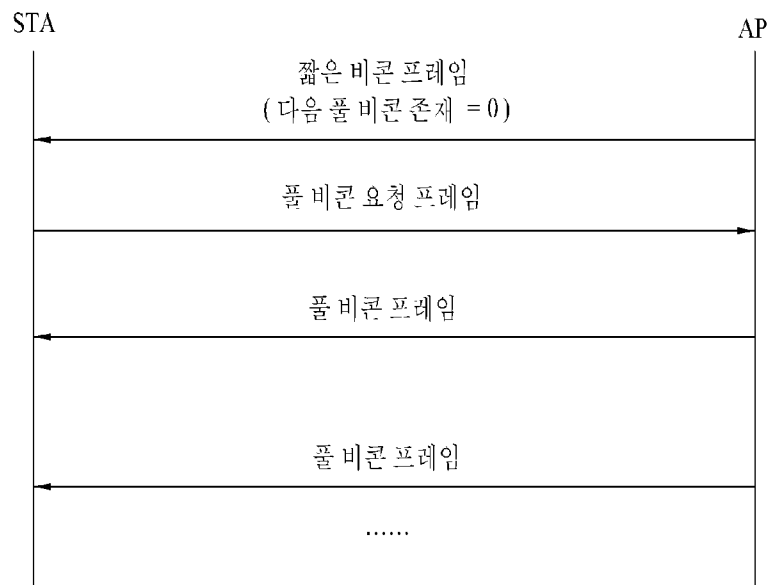 STA
AP
짧은 비콘 프레임
( 다음 풀 비콘 존재 = 0 )
풀 비콘 요청 프레임
풀 비콘 프레임
풀 비콘 프레임
......